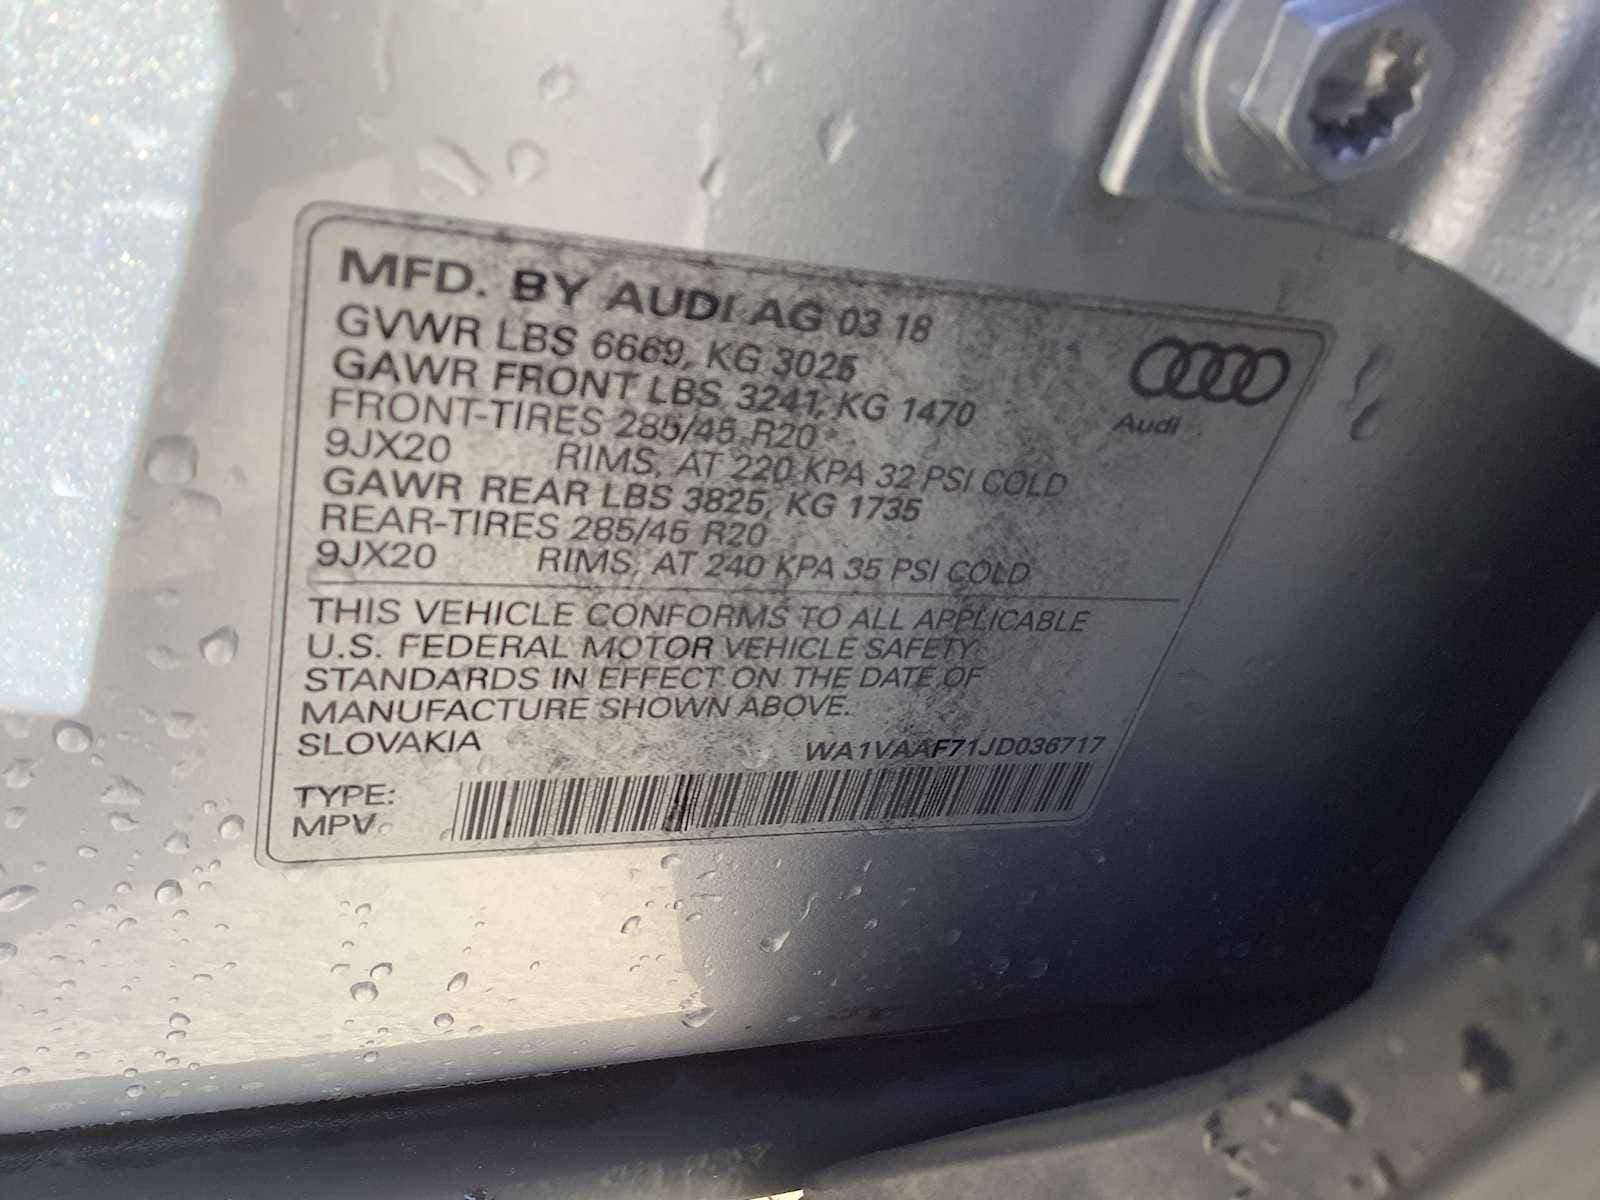 MFD. BY AUDI AG 03 18
GVWR LBS 6669, KG 3025
GAWR FRONT LBS 3241, KG 1470
FRONT-TIRES 285/45 R20
9JX20 RIMS, AT 220 KPA 32 PSI COLD
GAWR REAR LBS 3825, KG 1735
REAR-TIRES 285/45 R20
9JX20 RIMS, AT 240 KPA 35 PSI COLD
Audi
THIS VEHICLE CONFORMS TO ALL APPLICABLE
U.S. FEDERAL MOTOR VEHICLE SAFETY
STANDARDS IN EFFECT ON THE DATE OF
MANUFACTURE SHOWN ABOVE.
SLOVAKIA WA1VAAF71JD036717
TYPE:
MPV